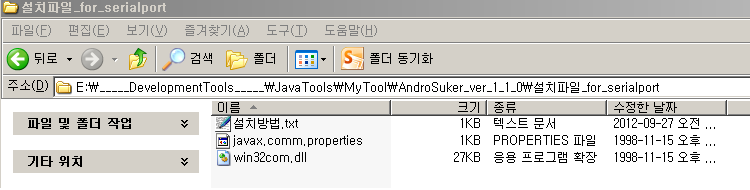 설치파일_for_serialport
파일(F) 편집(E) 보기(V) 즐겨찾기(A) 도구(T) 도움말(H)
뒤로 검색 폴더 폴더 동기화
주소(D) E:\_____DevelopmentTools_____\JavaTools\MyTool\AndroSuker_ver_1_1_0\설치파일_for_serialport
이름 크기 종류 수정한 날짜
파일 및 폴더 작업
설치방법.txt 1KB 텍스트 문서 2012-09-27 오전 ...
javax.comm.properties 1KB PROPERTIES 파일 1998-11-15 오후 ...
기타 위치
win32com.dll 27KB 응용 프로그램 확장 1998-11-15 오후 ...